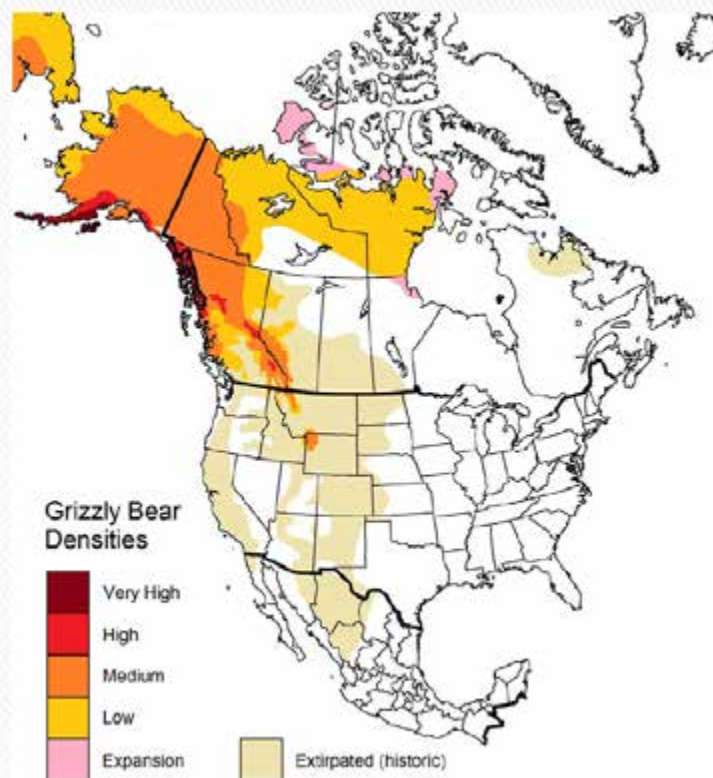 Grizzly Bear
Densities
Very High
High
Medium
Low
Expansion
Extirpated (historic)